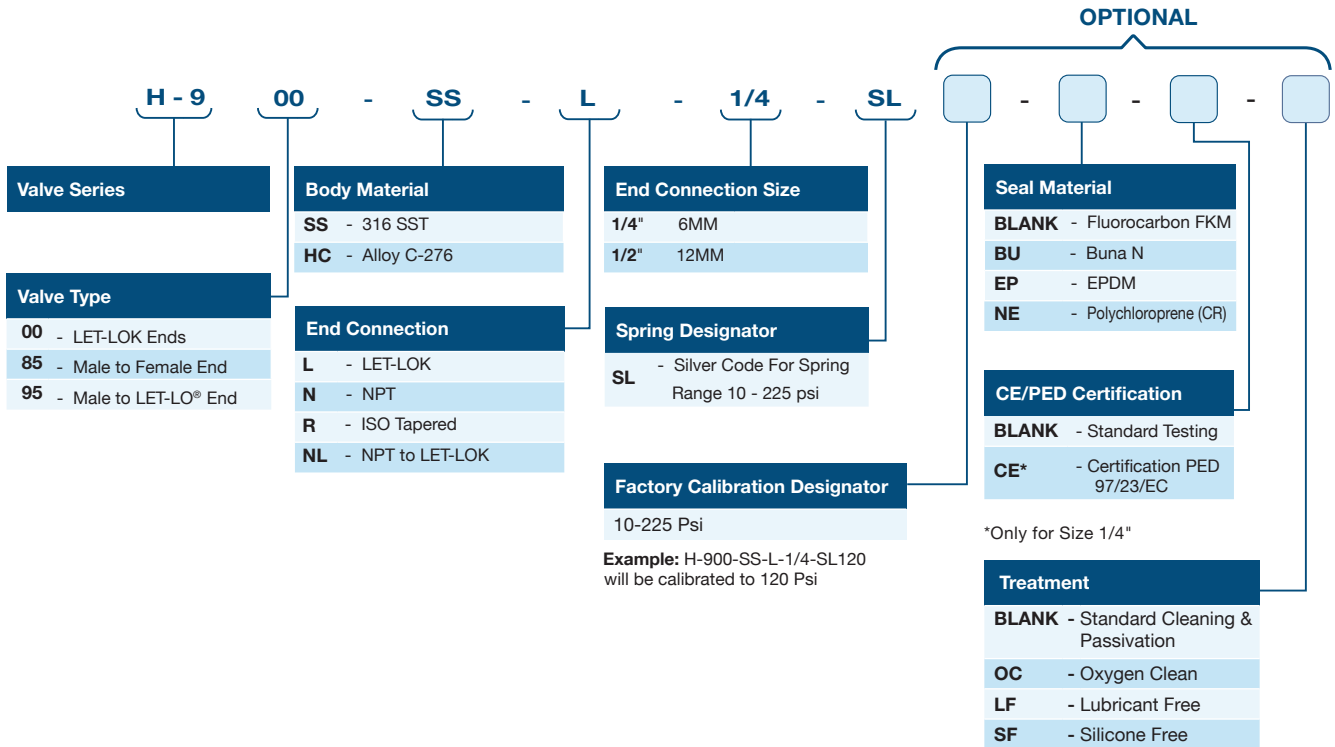 OPTIONAL
H - 9 00 - SS - L - 1/4 - SL - - -
Valve Series
Valve Type
00 - LET-LOK Ends
85 - Male to Female End
95 - Male to LET-LO® End
Body Material
SS - 316 SST
HC - Alloy C-276
End Connection
L - LET-LOK
N - NPT
R - ISO Tapered
NL - NPT to LET-LOK
End Connection Size
1/4" 6MM
1/2" 12MM
Spring Designator
SL - Silver Code For Spring
Range 10 - 225 psi
Factory Calibration Designator
10-225 Psi
Example: H-900-SS-L-1/4-SL120
will be calibrated to 120 Psi
Seal Material
BLANK - Fluorocarbon FKM
BU - Buna N
EP - EPDM
NE - Polychloroprene (CR)
CE/PED Certification
BLANK - Standard Testing
CE* - Certification PED
97/23/EC
*Only for Size 1/4"
Treatment
BLANK - Standard Cleaning &
Passivation
OC - Oxygen Clean
LF - Lubricant Free
SF - Silicone Free